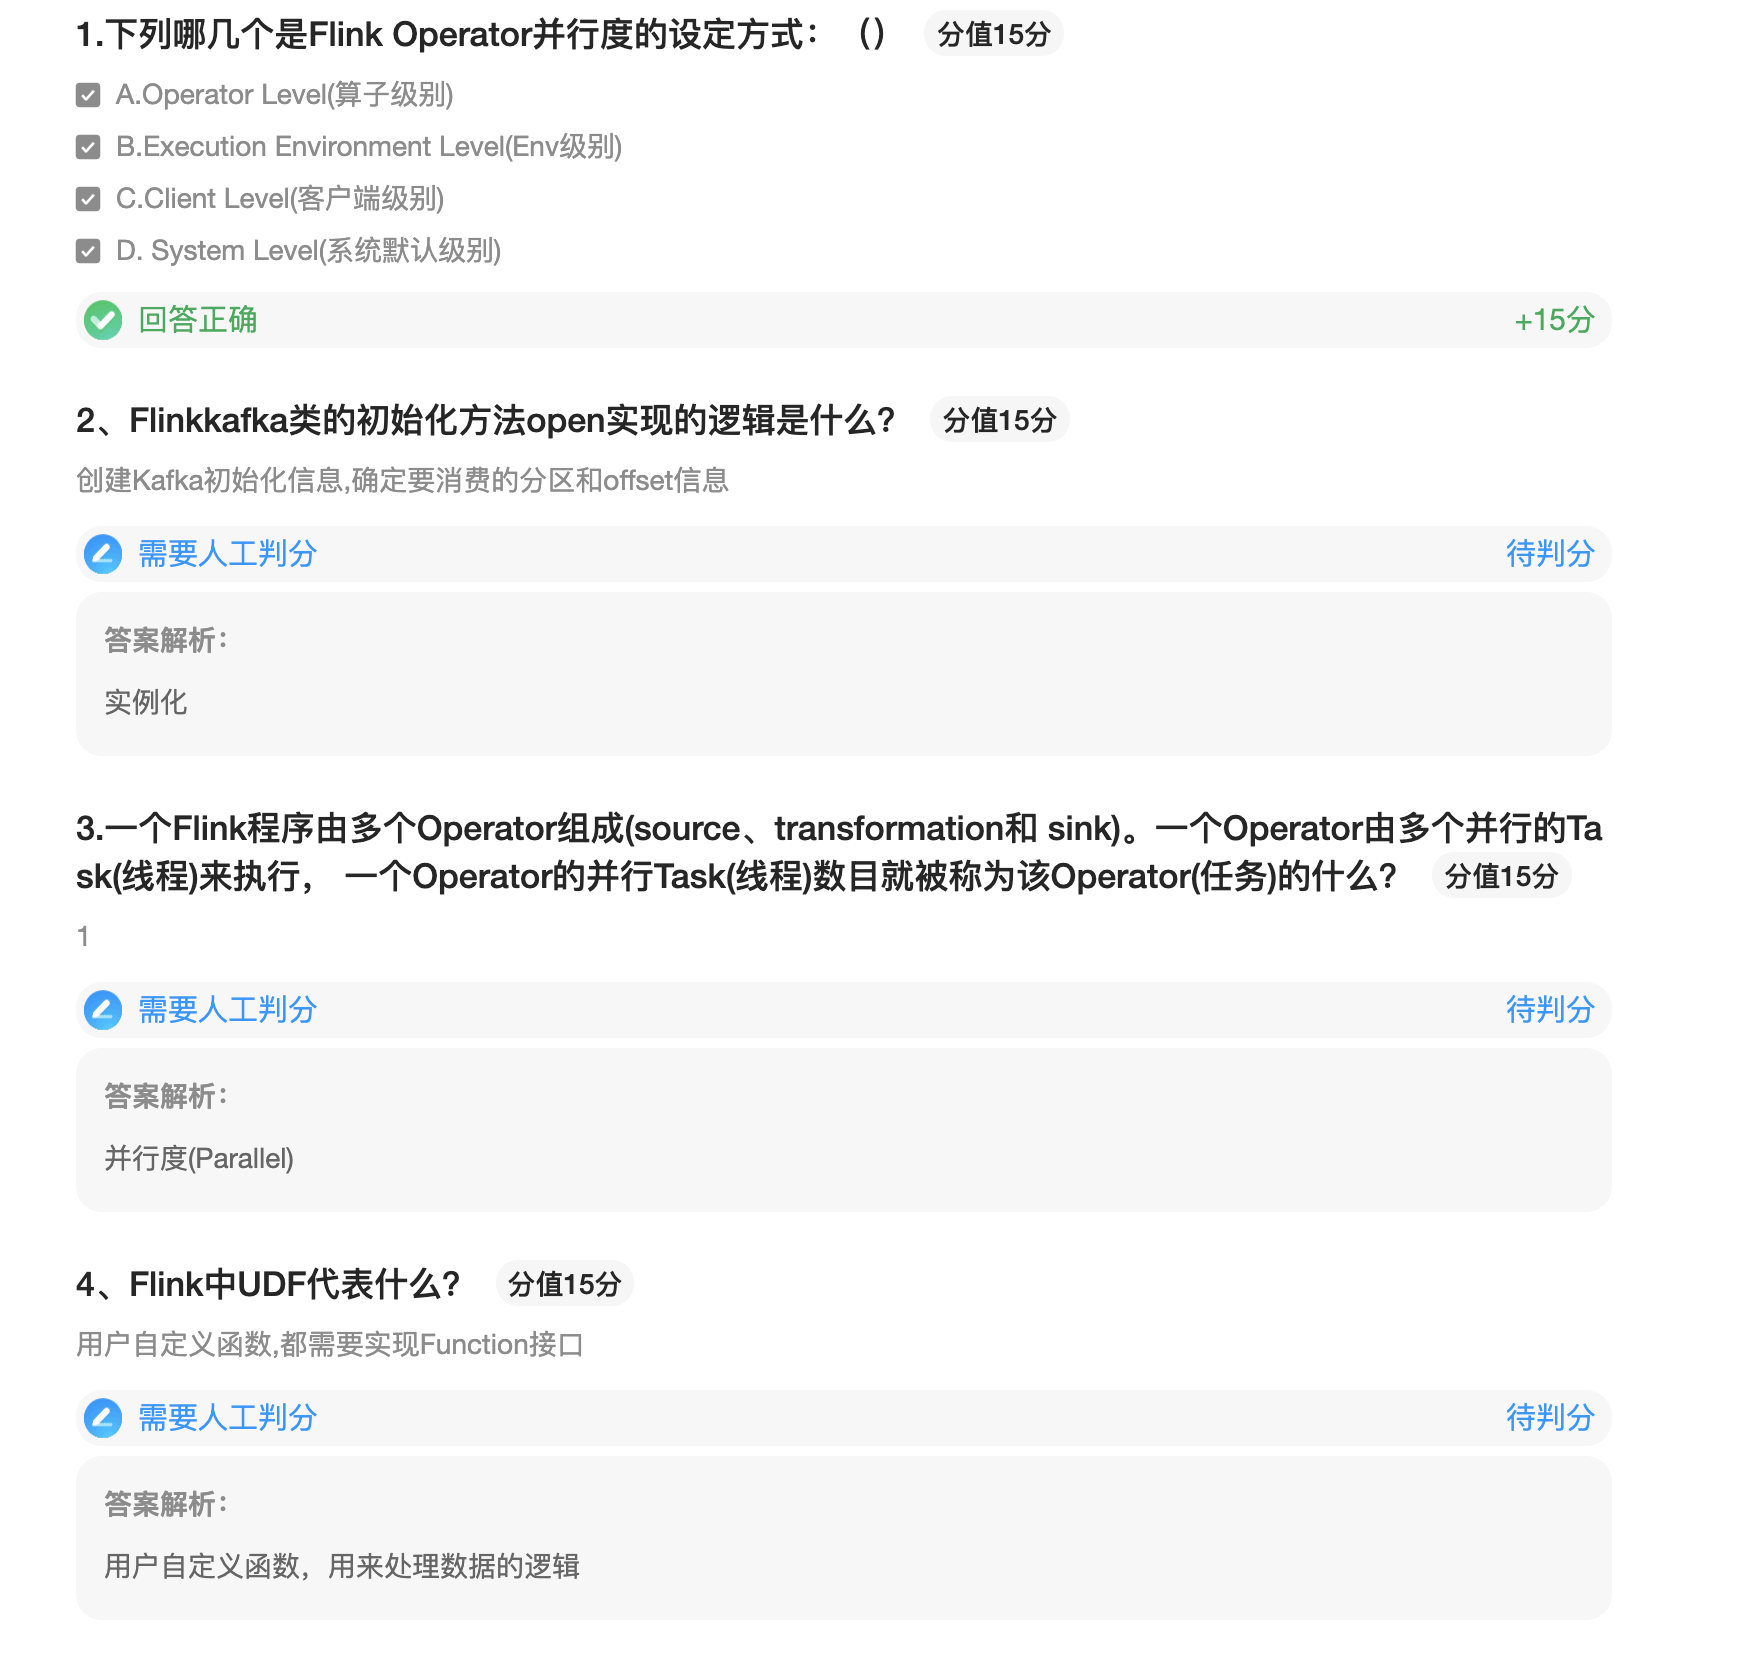 1.下列哪几个是Flink Operator并行度的设定方式： （） 分值15分
A.Operator Level(算子级别)
B.Execution Environment Level(Env级别)
C.Client Level(客户端级别)
D. System Level(系统默认级别)
回答正确 +15分
2、Flinkkafka类的初始化方法open实现的逻辑是什么? 分值15分
创建Kafka初始化信息,确定要消费的分区和offset信息
需要人工判分 待判分
答案解析：
实例化
3.一个Flink程序由多个Operator组成(source、transformation和 sink)。一个Operator由多个并行的Ta
sk(线程)来执行， 一个Operator的并行Task(线程)数目就被称为该Operator(任务)的什么? 分值15分
1
需要人工判分 待判分
答案解析：
并行度(Parallel)
4、Flink中UDF代表什么? 分值15分
用户自定义函数,都需要实现Function接口
需要人工判分 待判分
答案解析：
用户自定义函数，用来处理数据的逻辑